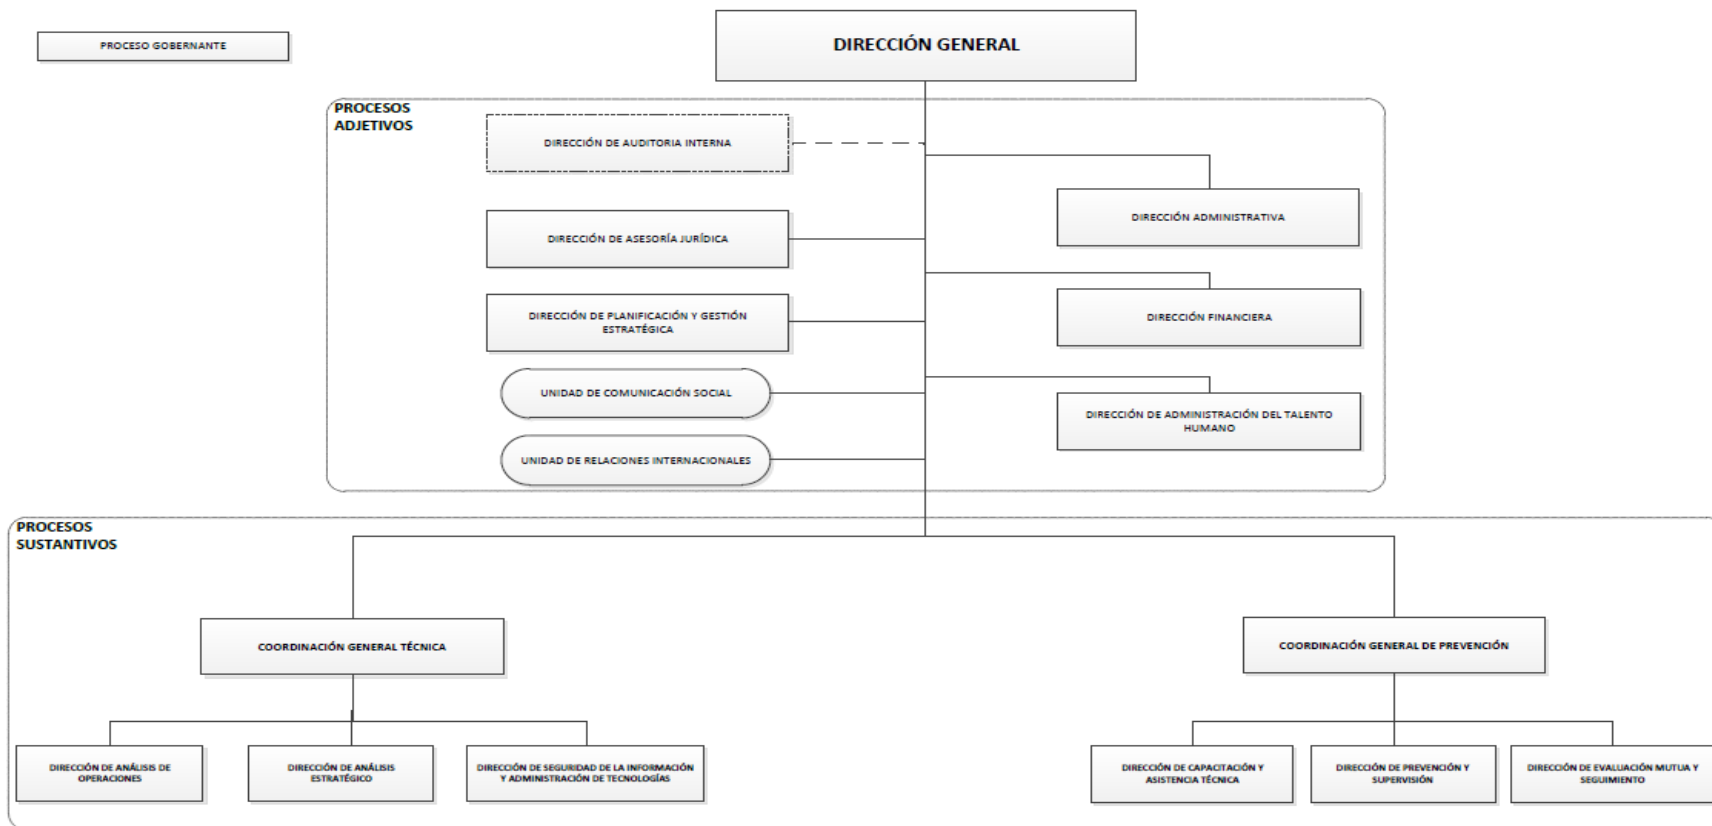 PROCESO GOBERNANTE
DIRECCIÓN GENERAL
PROCESOS
ADJETIVOS
DIRECCIÓN DE AUDITORIA INTERNA
DIRECCIÓN ADMINISTRATIVA
DIRECCIÓN DE ASESORÍA JURÍDICA
DIRECCIÓN DE PLANIFICACIÓN Y GESTIÓN
ESTRATÉGICA
DIRECCIÓN FINANCIERA
UNIDAD DE COMUNICACIÓN SOCIAL
DIRECCIÓN DE ADMINISTRACIÓN DEL TALENTO
HUMANO
UNIDAD DE RELACIONES INTERNACIONALES
PROCESOS
SUSTANTIVOS
COORDINACIÓN GENERAL TÉCNICA
COORDINACIÓN GENERAL DE PREVENCIÓN
DIRECCIÓN DE ANÁLISIS DE
OPERACIONES
DIRECCIÓN DE ANÁLISIS
ESTRATÉGICO
DIRECCIÓN DE SEGURIDAD DE LA INFORMACIÓN
Y ADMINISTRACIÓN DE TECNOLOGÍAS
DIRECCIÓN DE CAPACITACIÓN Y
ASISTENCIA TÉCNICA
DIRECCIÓN DE PREVENCIÓN Y
SUPERVISIÓN
DIRECCIÓN DE EVALUACIÓN MUTUA Y
SEGUIMIENTO